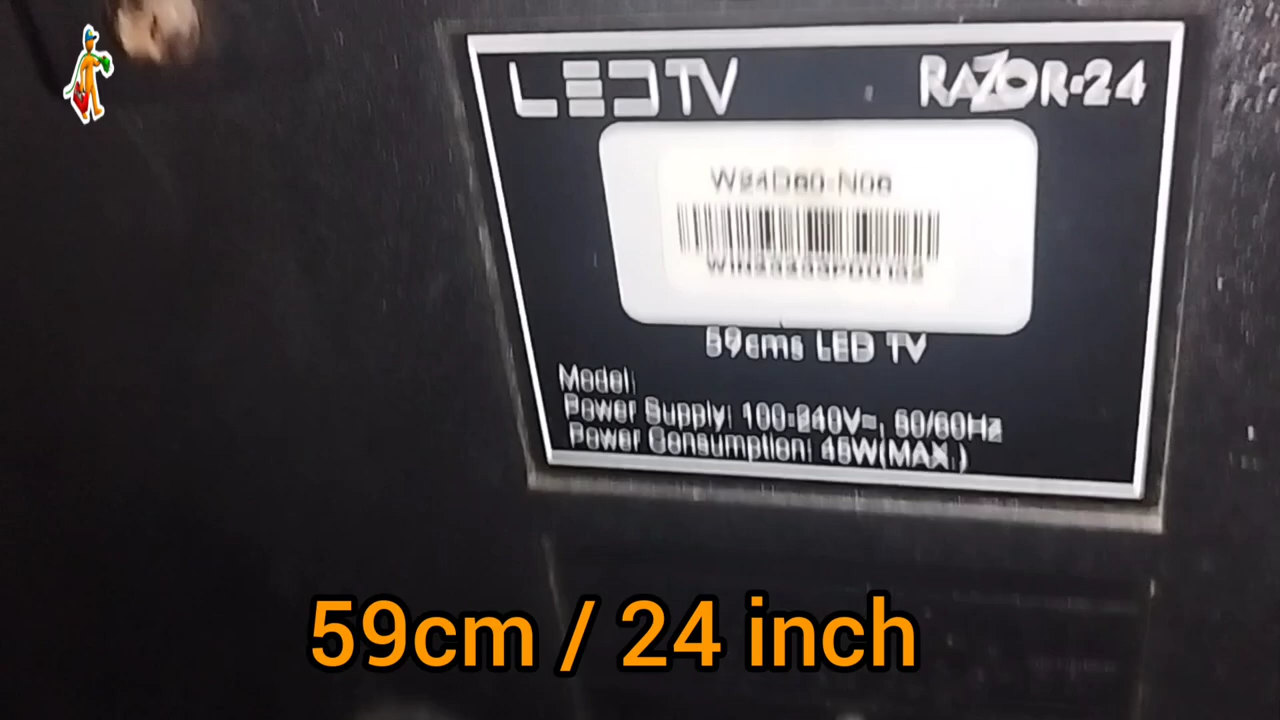 LED TV
RAZOR-24
59cms LED TV
Model:
Power Supply: 100-240V~, 50/60Hz
Power Consumption: 45W(MAX.)
59cm / 24 inch